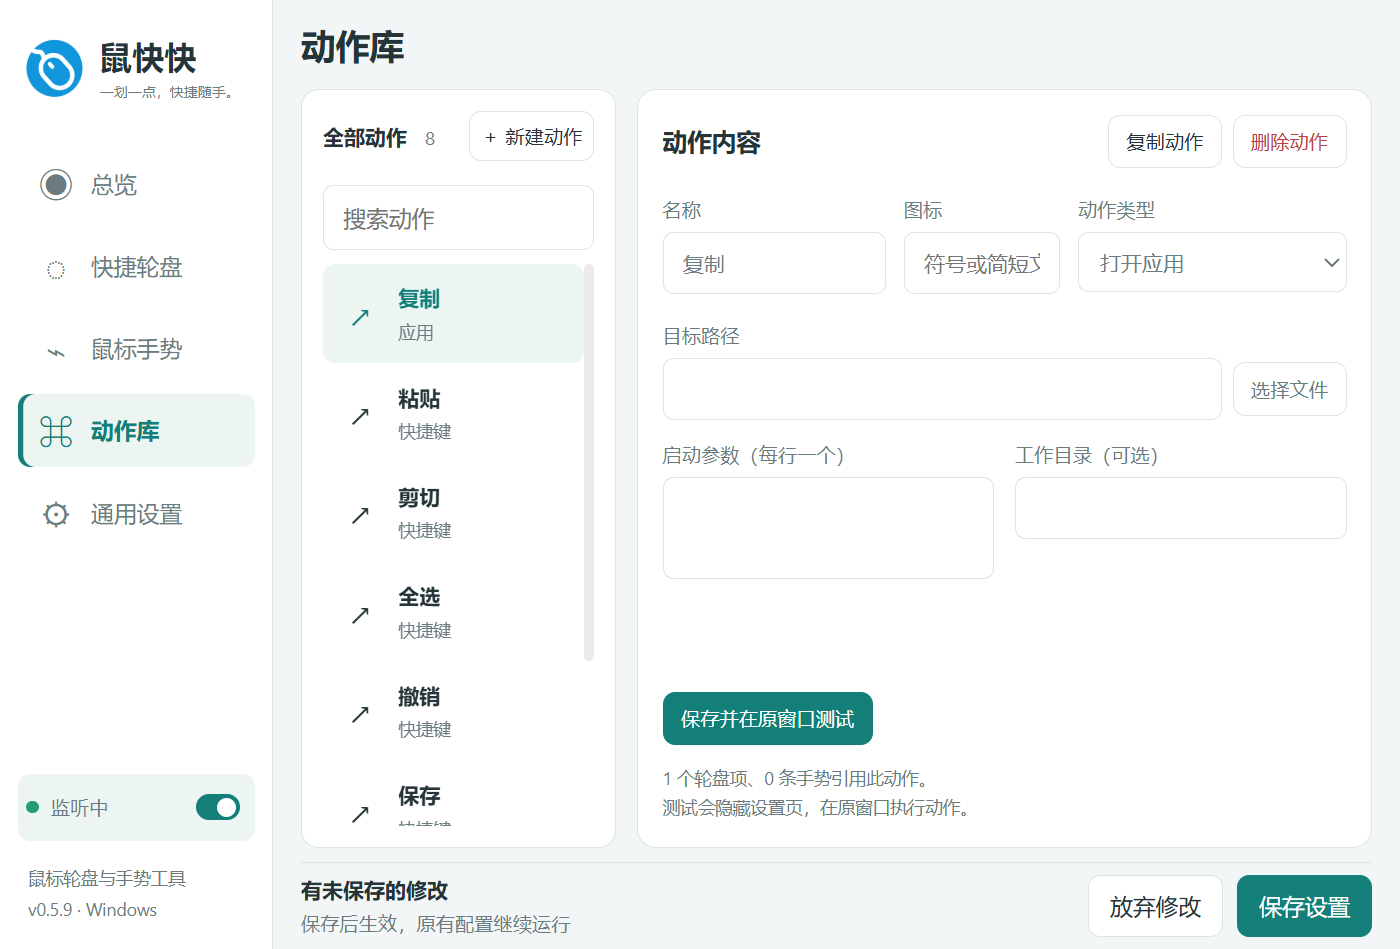 鼠快快
一划一点，快捷随手。
总览
快捷轮盘
鼠标手势
动作库
通用设置
监听中
鼠标轮盘与手势工具
v0.5.9 · Windows
动作库
全部动作 8
+ 新建动作
搜索动作
复制
应用
粘贴
快捷键
剪切
快捷键
全选
快捷键
撤销
快捷键
保存
快捷键
动作内容
复制动作
删除动作
名称
图标
动作类型
复制
符号或简短文
打开应用
目标路径
选择文件
启动参数（每行一个）
工作目录（可选）
保存并在原窗口测试
1 个轮盘项、0 条手势引用此动作。
测试会隐藏设置页，在原窗口执行动作。
有未保存的修改
保存后生效，原有配置继续运行
放弃修改
保存设置